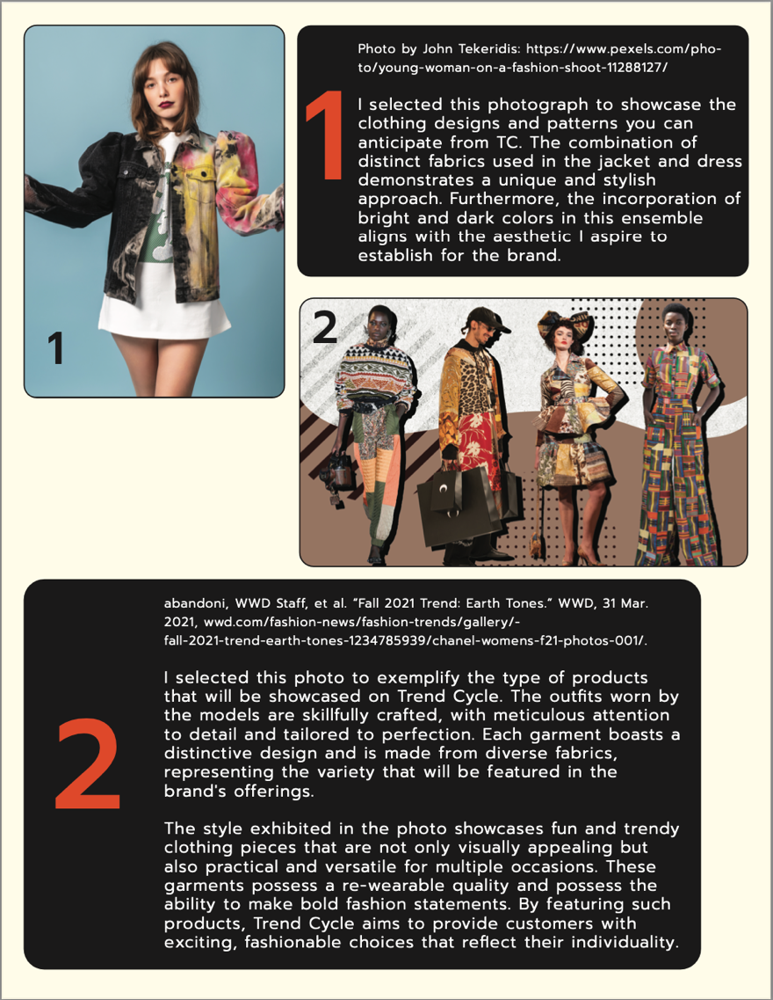 Photo by John Tekeridis: https://www.pexels.com/pho-
to/young-woman-on-a-fashion-shoot-11288127/
1
I selected this photograph to showcase the
clothing designs and patterns you can
anticipate from TC. The combination of
distinct fabrics used in the jacket and dress
demonstrates a unique and stylish
approach. Furthermore, the incorporation of
bright and dark colors in this ensemble
aligns with the aesthetic I aspire to
establish for the brand.
1
2
abandoni, WWD Staff, et al. “Fall 2021 Trend: Earth Tones.” WWD, 31 Mar.
2021, wwd.com/fashion-news/fashion-trends/gallery/-
fall-2021-trend-earth-tones-1234785939/chanel-womens-f21-photos-001/.
2
I selected this photo to exemplify the type of products
that will be showcased on Trend Cycle. The outfits worn by
the models are skillfully crafted, with meticulous attention
to detail and tailored to perfection. Each garment boasts a
distinctive design and is made from diverse fabrics,
representing the variety that will be featured in the
brand's offerings.
The style exhibited in the photo showcases fun and trendy
clothing pieces that are not only visually appealing but
also practical and versatile for multiple occasions. These
garments possess a re-wearable quality and possess the
ability to make bold fashion statements. By featuring such
products, Trend Cycle aims to provide customers with
exciting, fashionable choices that reflect their individuality.